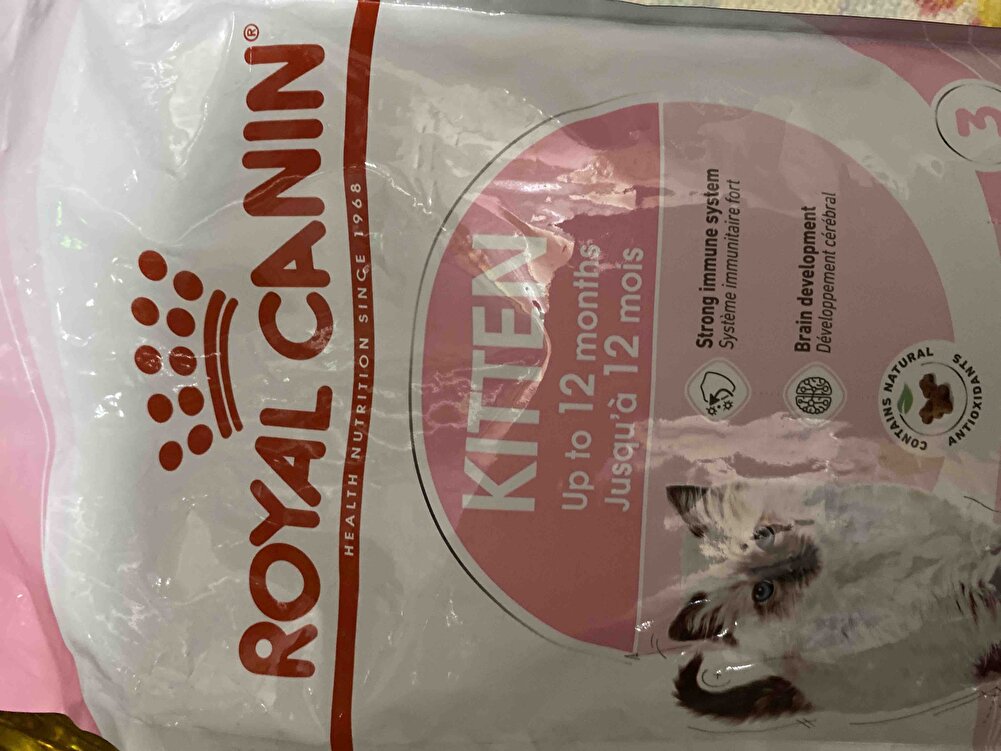 ROYAL CANIN®
HEALTH NUTRITION SINCE 1968
KITTEN
Up to 12 months
Jusqu'à 12 mois
Strong immune system
Système immunitaire fort
Brain development
Développement cérébral
CONTAINS NATURAL
ANTIOXIDANTS
3